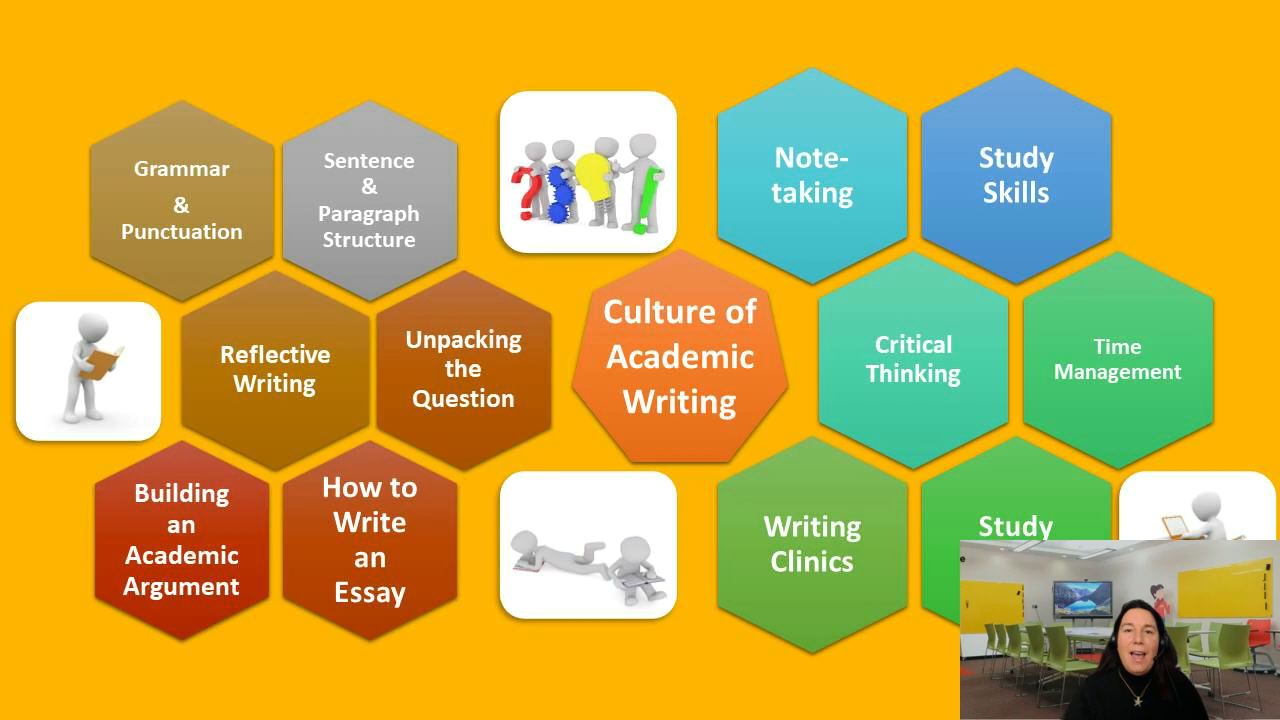 Grammar
&
Punctuation
Sentence
&
Paragraph
Structure
Note-
taking
Study
Skills
Reflective
Writing
Unpacking
the
Question
Culture of
Academic
Writing
Critical
Thinking
Time
Management
Building
an
Academic
Argument
How to
Write
an
Essay
Writing
Clinics
Study